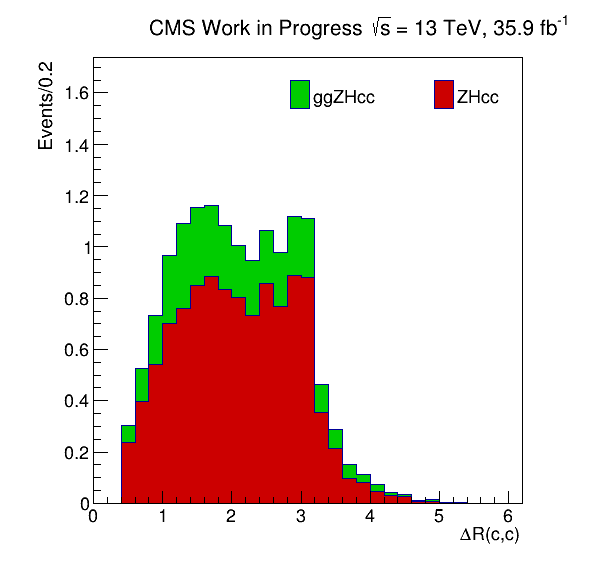 CMS Work in Progress √s = 13 TeV, 35.9 fb⁻¹
Events/0.2
ggZHcc ZHcc
1.6
1.4
1.2
1
0.8
0.6
0.4
0.2
0
0 1 2 3 4 5 6
ΔR(c,c)